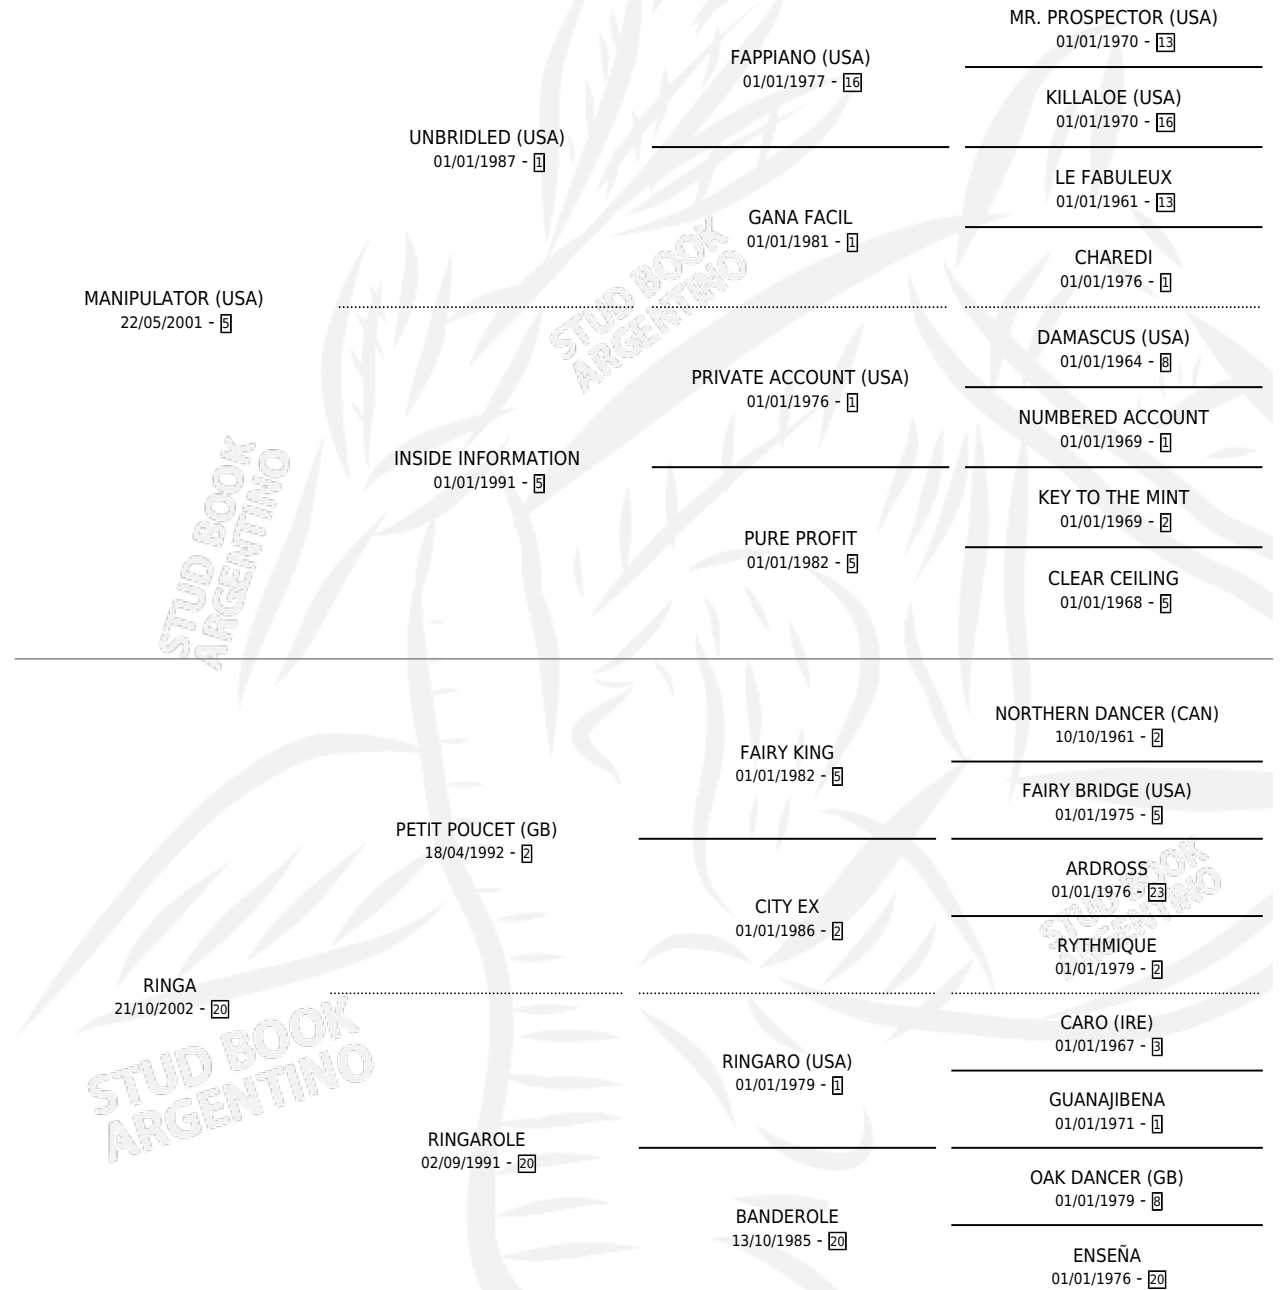 MR. PROSPECTOR (USA)
01/01/1970 - 13
FAPPIANO (USA)
01/01/1977 - 16
KILLALOE (USA)
01/01/1970 - 16
UNBRIDLED (USA)
01/01/1987 - 1
LE FABULEUX
01/01/1961 - 13
GANA FACIL
01/01/1981 - 1
CHAREDI
01/01/1976 - 1
MANIPULATOR (USA)
22/05/2001 - 5
DAMASCUS (USA)
01/01/1964 - 8
PRIVATE ACCOUNT (USA)
01/01/1976 - 1
NUMBERED ACCOUNT
01/01/1969 - 1
INSIDE INFORMATION
01/01/1991 - 5
KEY TO THE MINT
01/01/1969 - 2
PURE PROFIT
01/01/1982 - 5
CLEAR CEILING
01/01/1968 - 5
NORTHERN DANCER (CAN)
10/10/1961 - 2
FAIRY KING
01/01/1982 - 5
FAIRY BRIDGE (USA)
01/01/1975 - 5
PETIT POUCET (GB)
18/04/1992 - 2
ARDROSS
01/01/1976 - 23
CITY EX
01/01/1986 - 2
RYTHMIQUE
01/01/1979 - 2
RINGA
21/10/2002 - 20
CARO (IRE)
01/01/1967 - 3
RINGARO (USA)
01/01/1979 - 1
GUANAJIBENA
01/01/1971 - 1
RINGAROLE
02/09/1991 - 20
OAK DANCER (GB)
01/01/1979 - 8
BANDEROLE
13/10/1985 - 20
ENSEÑA
01/01/1976 - 20
STUD BOOK
ARGENTINO
STUD BOOK
ARGENTINO
STUD BOOK
ARGENTINO
STUD BOOK
ARGENTINO